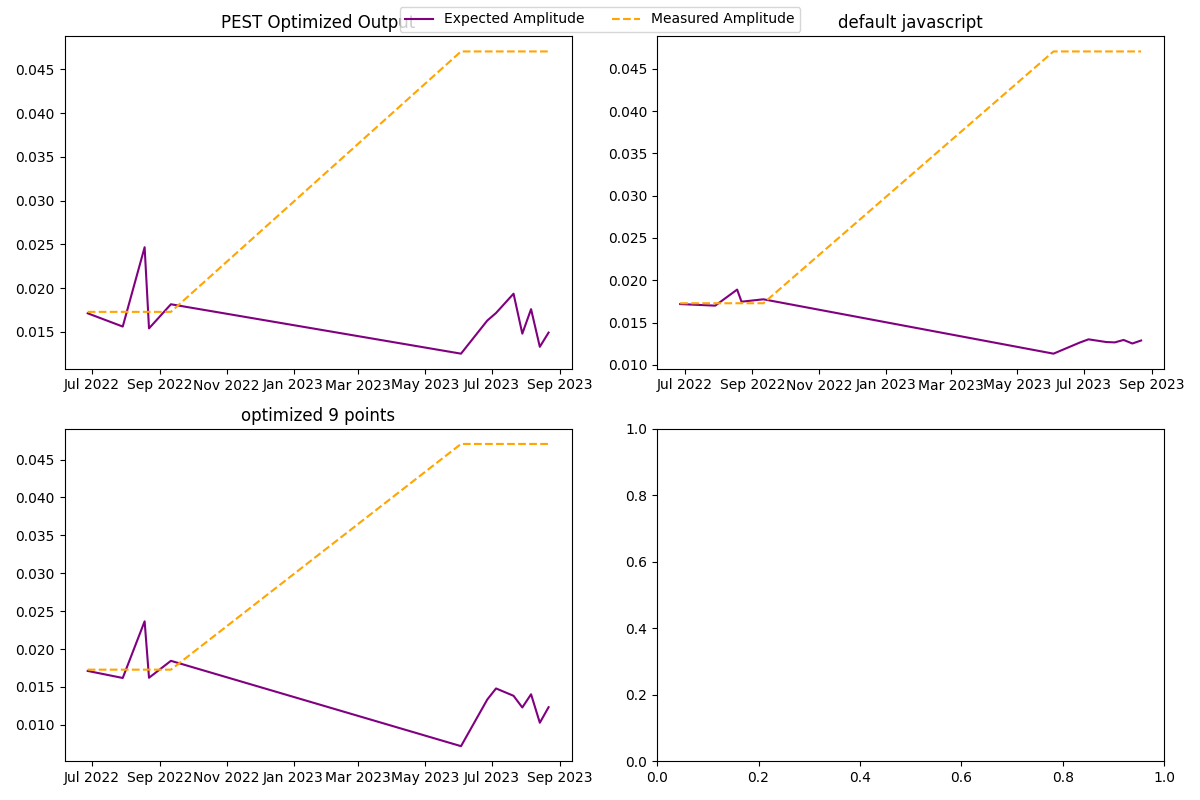 PEST Optimized Output
Expected Amplitude
Measured Amplitude
default javascript
0.045
0.040
0.035
0.030
0.025
0.020
0.015
Jul 2022
Sep 2022
Nov 2022
Jan 2023
Mar 2023
May 2023
Jul 2023
Sep 2023
0.045
0.040
0.035
0.030
0.025
0.020
0.015
0.010
Jul 2022
Sep 2022
Nov 2022
Jan 2023
Mar 2023
May 2023
Jul 2023
Sep 2023
optimized 9 points
0.045
0.040
0.035
0.030
0.025
0.020
0.015
0.010
Jul 2022
Sep 2022
Nov 2022
Jan 2023
Mar 2023
May 2023
Jul 2023
Sep 2023
1.0
0.8
0.6
0.4
0.2
0.0
0.0
0.2
0.4
0.6
0.8
1.0